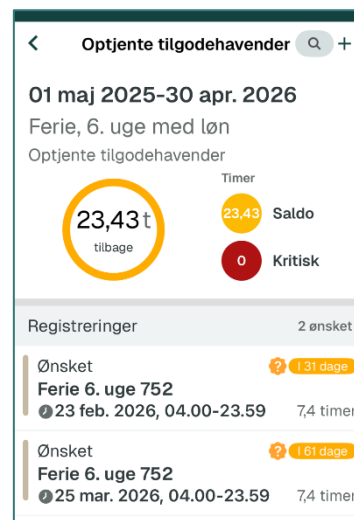 Optjente tilgodehavender
01 maj 2025-30 apr. 2026
Ferie, 6. uge med løn
Optjente tilgodehavender
Timer
23,43 t
tilbage
23,43 Saldo
0 Kritisk
Registreringer 2 ønsket
Ønsket ? I 31 dage
Ferie 6. uge 752
23 feb. 2026, 04.00-23.59 7,4 timer
Ønsket ? I 61 dage
Ferie 6. uge 752
25 mar. 2026, 04.00-23.59 7,4 timer